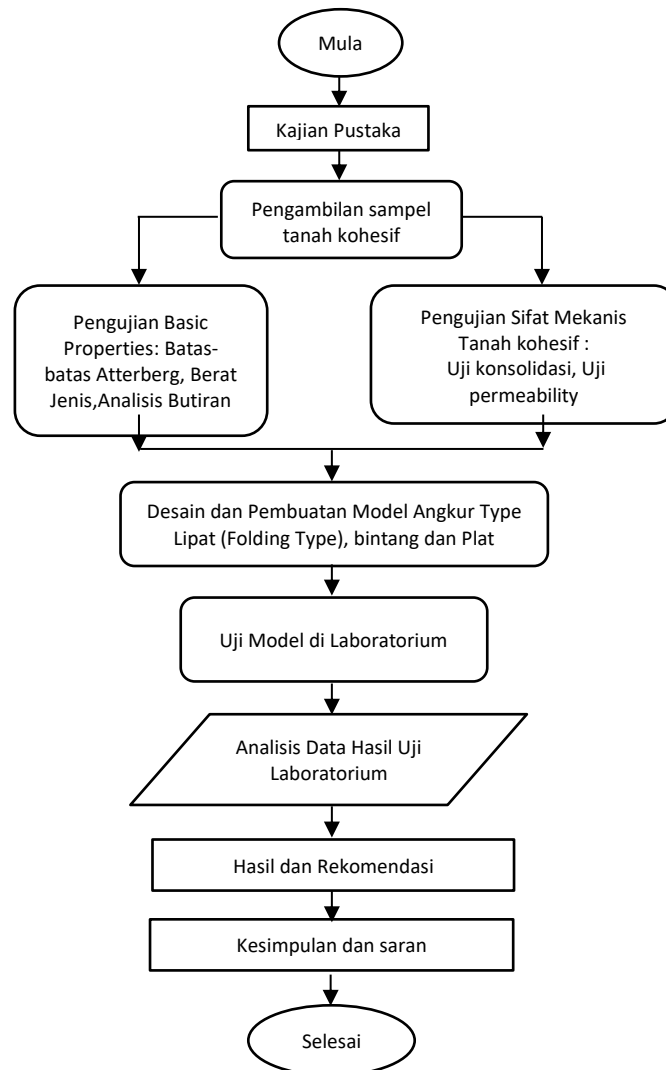 Mula
Kajian Pustaka
Pengambilan sampel
tanah kohesif
Pengujian Basic
Properties: Batas-
batas Atterberg, Berat
Jenis,Analisis Butiran
Pengujian Sifat Mekanis
Tanah kohesif :
Uji konsolidasi, Uji
permeability
Desain dan Pembuatan Model Angkur Type
Lipat (Folding Type), bintang dan Plat
Uji Model di Laboratorium
Analisis Data Hasil Uji
Laboratorium
Hasil dan Rekomendasi
Kesimpulan dan saran
Selesai